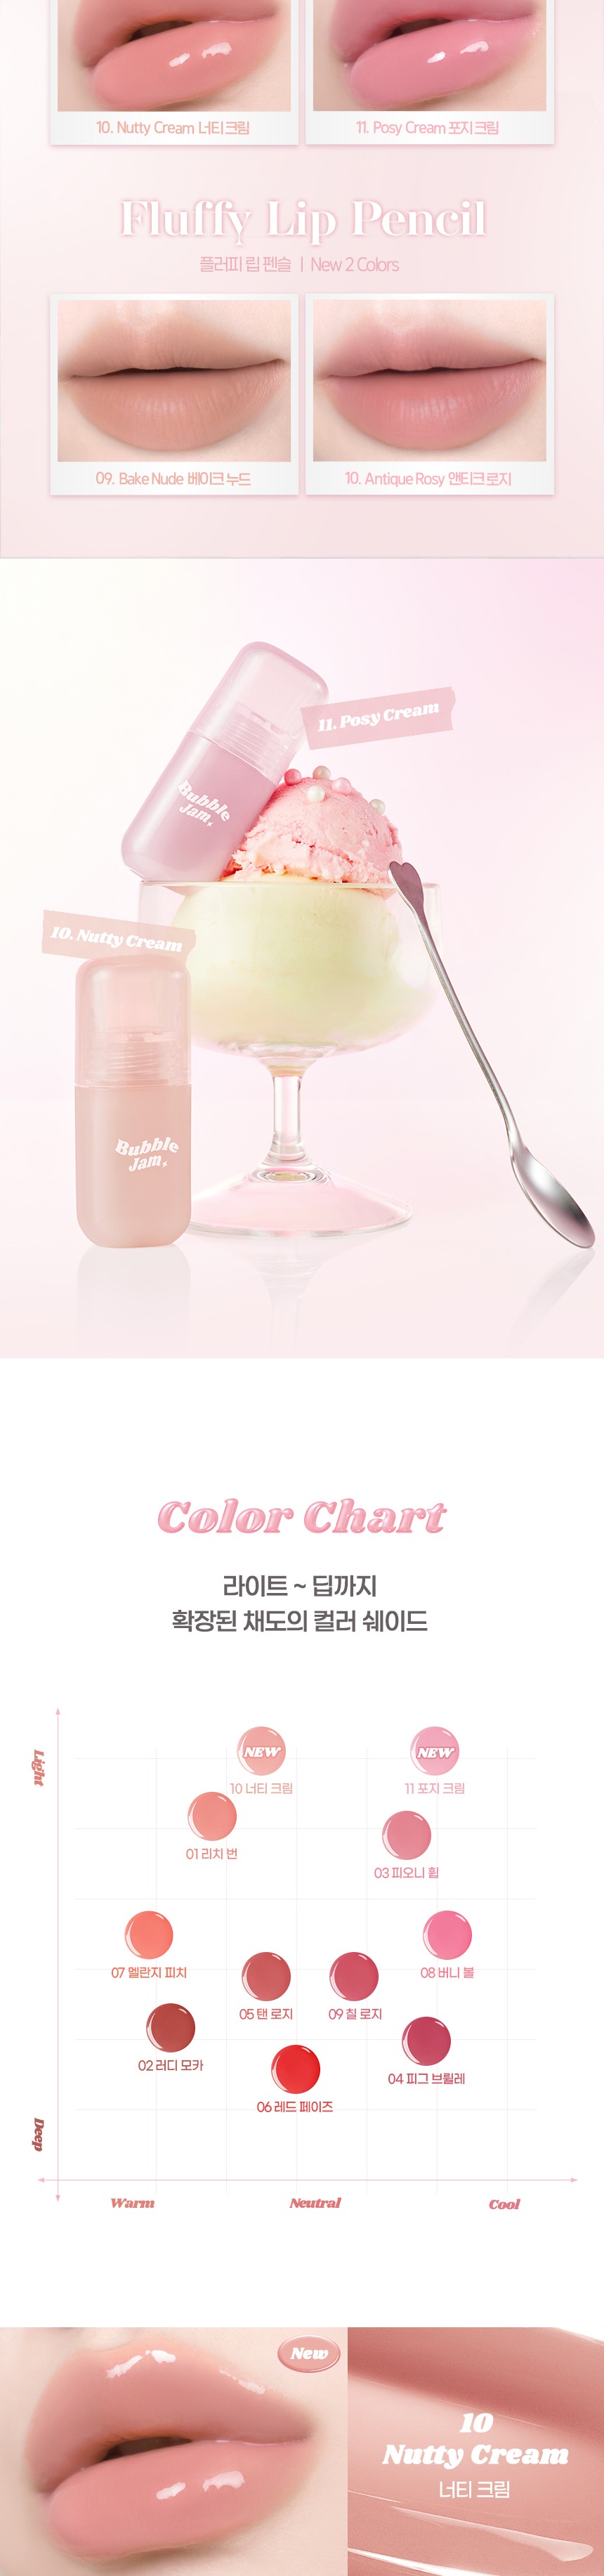 10. Nutty Cream 너티 크림
11. Posy Cream 포지 크림
Fluffy Lip Pencil
플러피 립 펜슬 | New 2 Colors
09. Bake Nude 베이크 누드
10. Antique Rosy 앤티크 로지
11. Posy Cream
Bubble
Jam
10. Nutty Cream
Bubble
Jam
Color Chart
라이트 ~ 딥까지
확장된 채도의 컬러 쉐이드
Light
NEW
10 너티 크림
NEW
11 포지 크림
01 리치 번
03 피오니 휩
07 멜란지 피치
08 버니 볼
05 탠 로지
09 칠 로지
02 러디 모카
04 피그 브륄레
06 레드 페이즈
Deep
Warm
Neutral
Cool
New
10
Nutty Cream
너티 크림